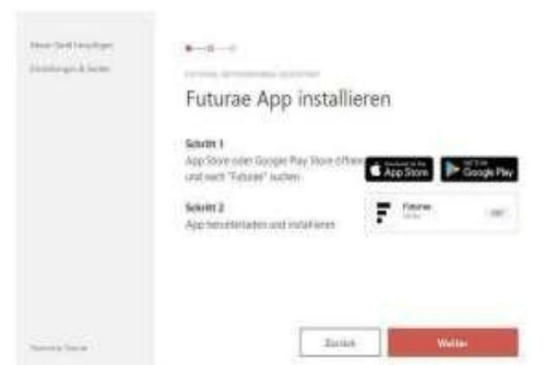 Neues Gerät hinzufügen
Einstellungen & Geräte
Futurae App installieren
Schritt 1
App Store oder Google Play Store öffnen
und nach "Futurae" suchen
App Store
Google Play
Schritt 2
App herunterladen und installieren
Futurae
Zurück
Weiter